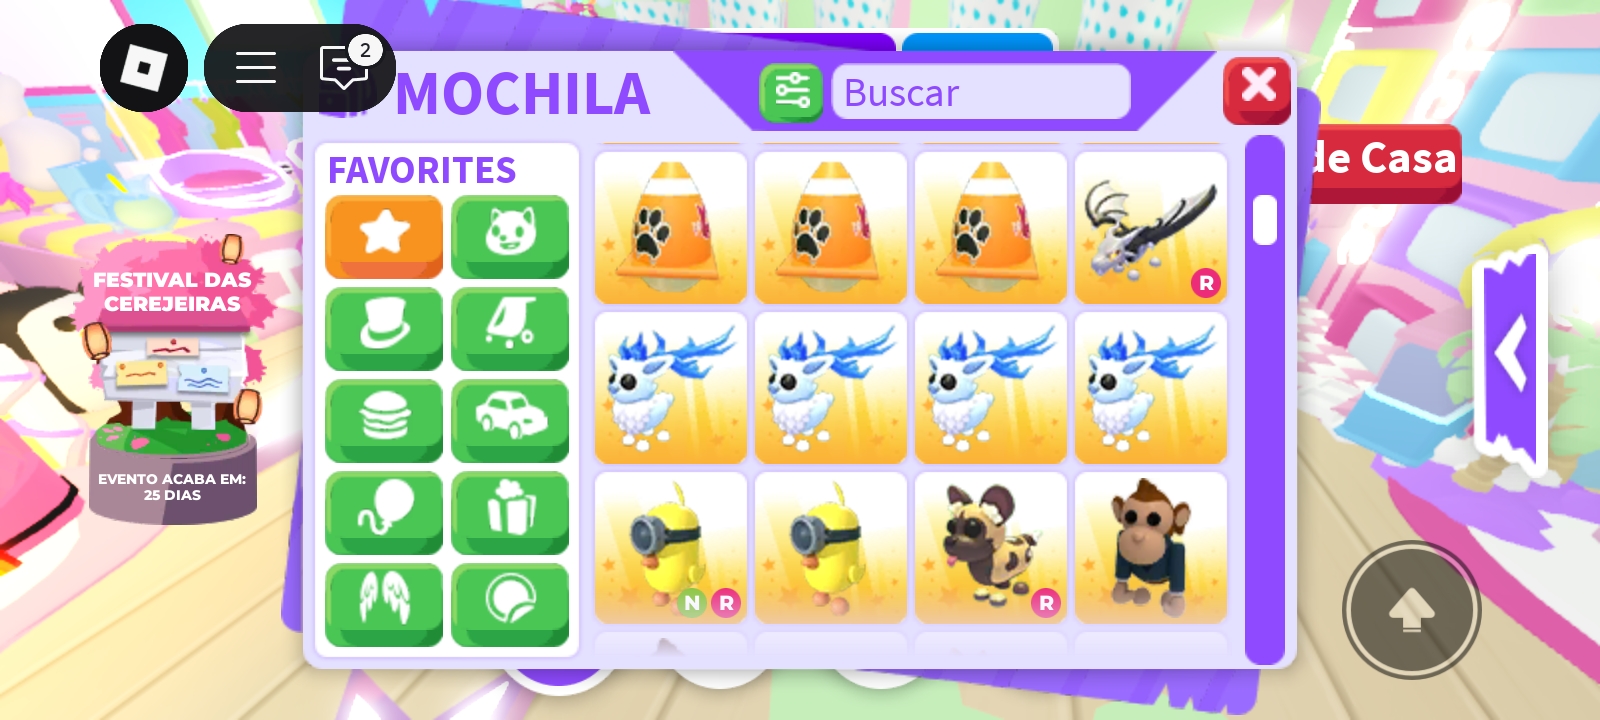 2
MOCHILA
Buscar
FAVORITES
de Casa
FESTIVAL DAS
CEREJEIRAS
EVENTO ACABA EM:
25 DIAS
R
N
R
R